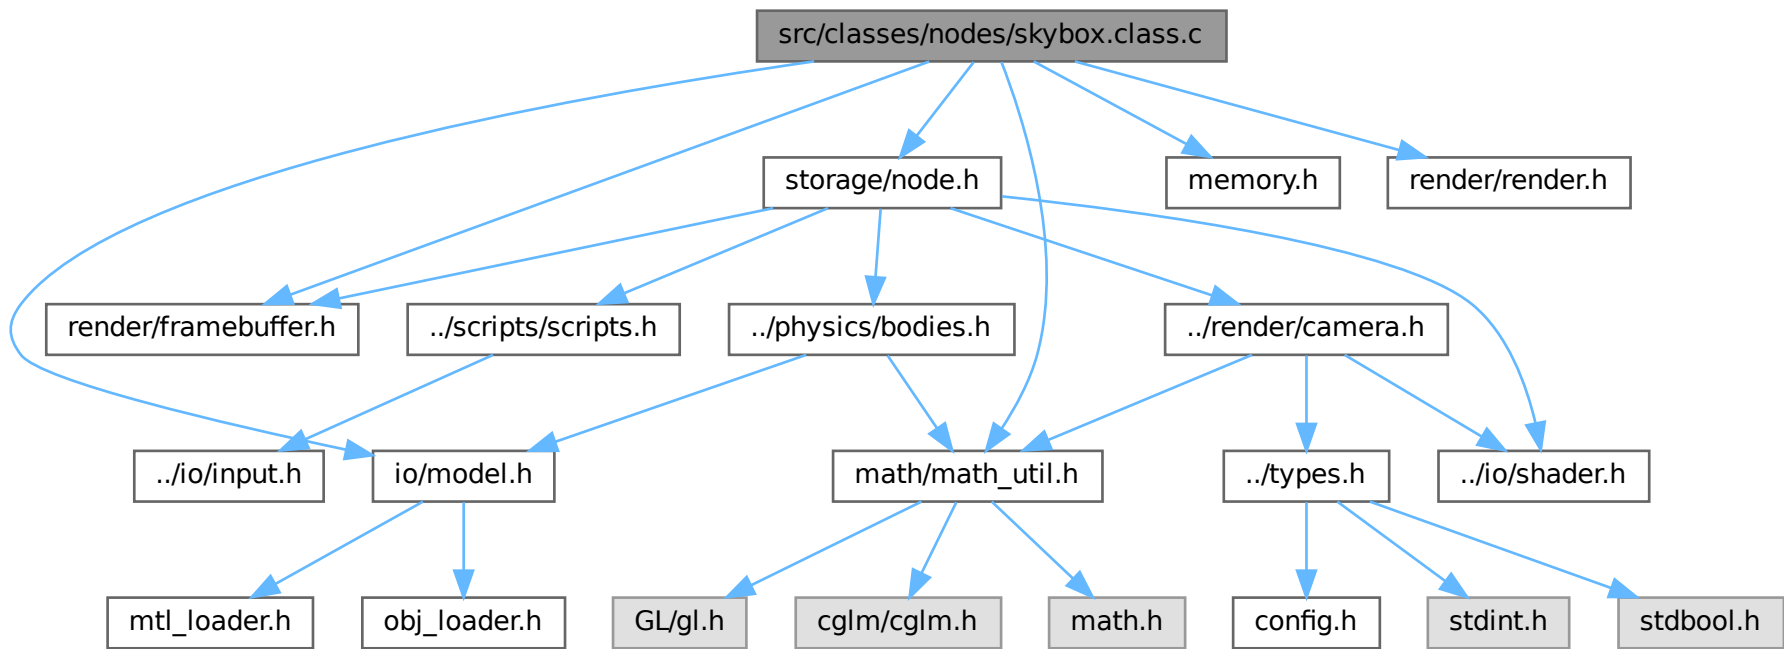 src/classes/nodes/skybox.class.c
storage/node.h
memory.h
render/render.h
render/framebuffer.h
../scripts/scripts.h
../physics/bodies.h
../render/camera.h
../io/input.h
io/model.h
math/math_util.h
../types.h
../io/shader.h
mtl_loader.h
obj_loader.h
GL/gl.h
cglm/cglm.h
math.h
config.h
stdint.h
stdbool.h